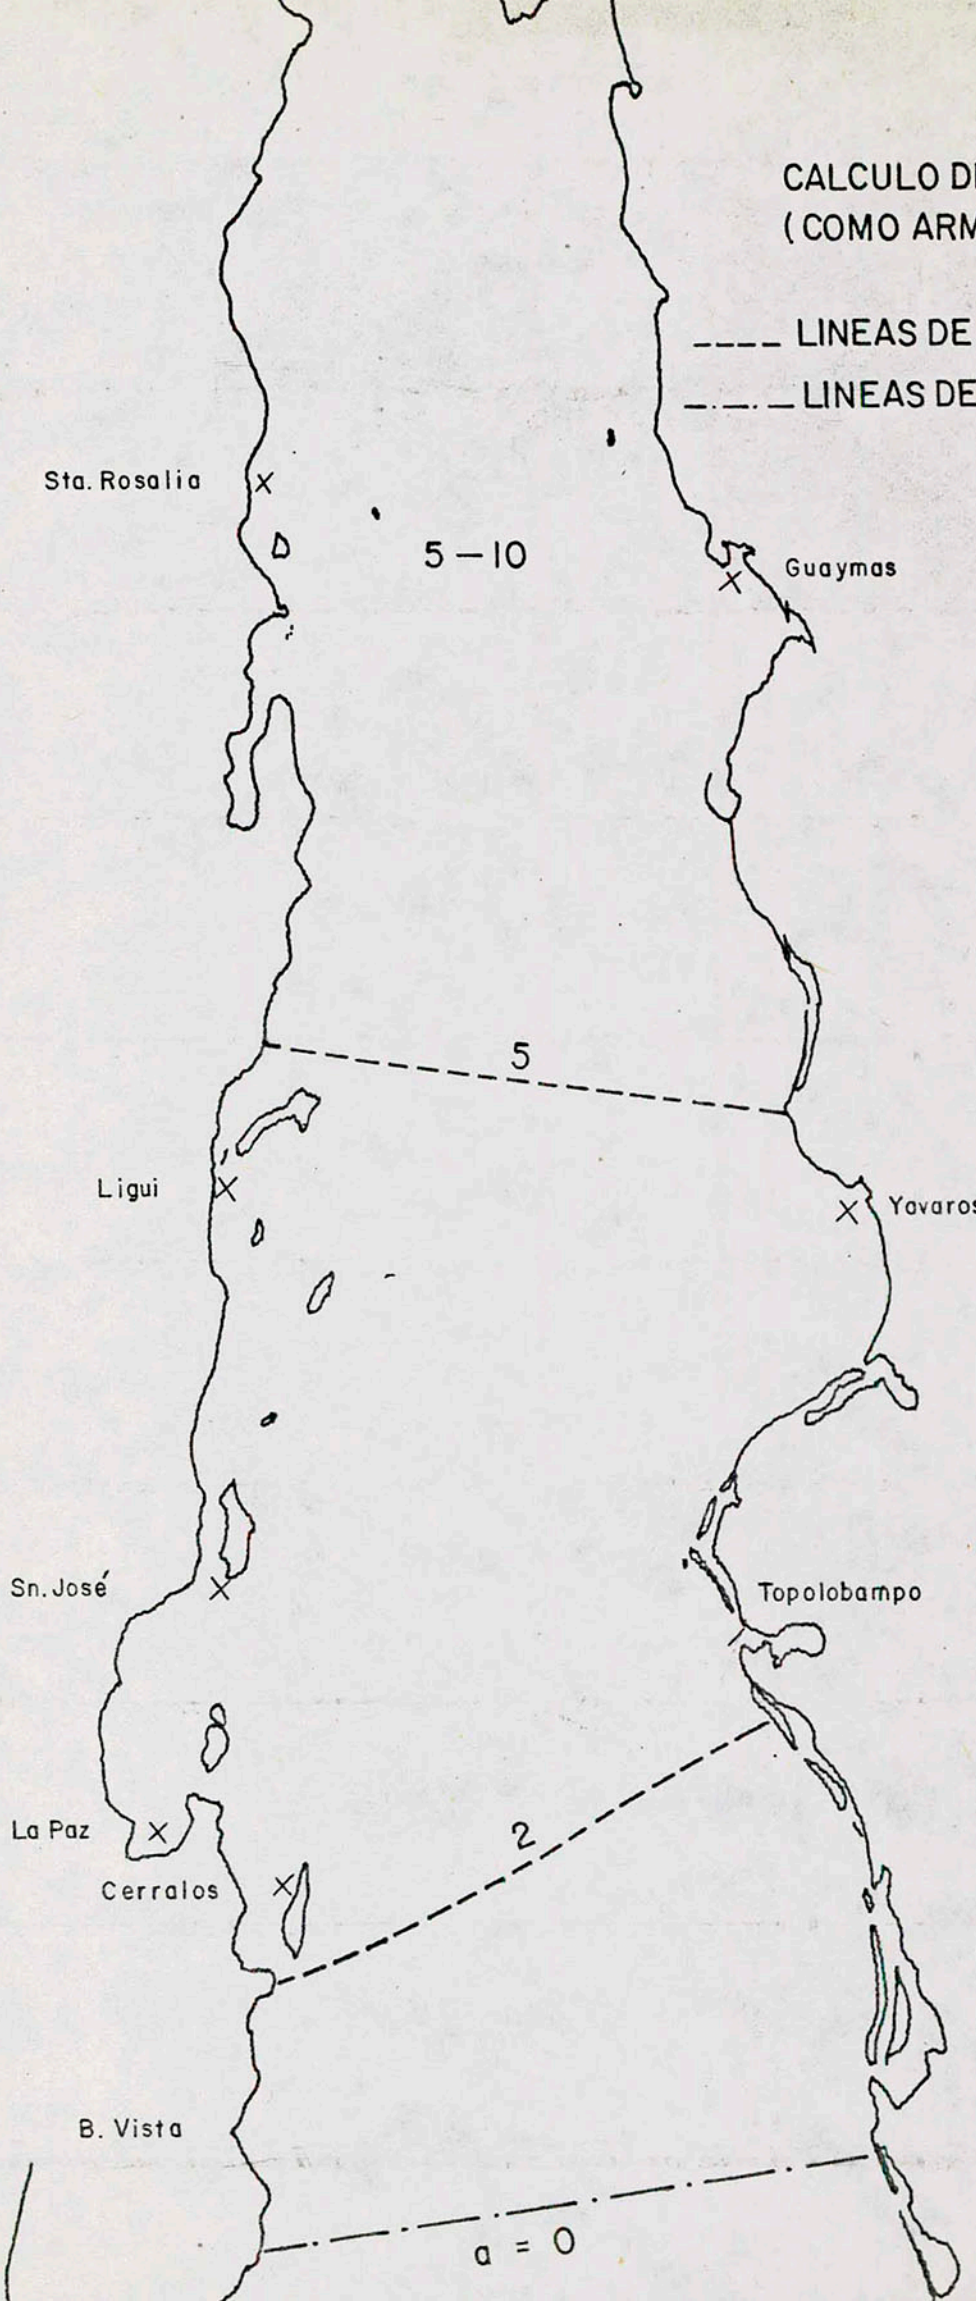 CALCULO DE
(COMO ARM
---- LINEAS DE
_._._ LINEAS DE
Sta. Rosalia
5-10
Guaymas
5
Ligui
Yavaros
Sn. José
Topolobampo
2
La Paz
Cerralos
B. Vista
a = 0